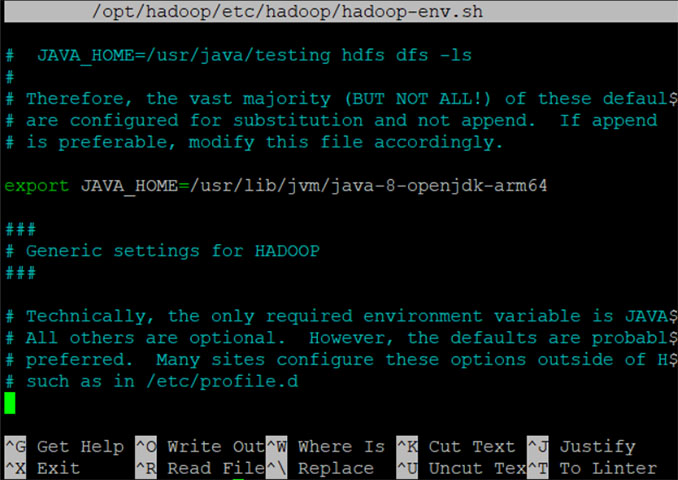 /opt/hadoop/etc/hadoop/hadoop-env.sh
#  JAVA_HOME=/usr/java/testing hdfs dfs -ls
#
# Therefore, the vast majority (BUT NOT ALL!) of these defaul$
# are configured for substitution and not append.  If append
# is preferable, modify this file accordingly.
export JAVA_HOME=/usr/lib/jvm/java-8-openjdk-arm64
###
# Generic settings for HADOOP
###
# Technically, the only required environment variable is JAVA$
# All others are optional.  However, the defaults are probabl$
# preferred.  Many sites configure these options outside of H$
# such as in /etc/profile.d
^G Get Help ^O Write Out ^W Where Is ^K Cut Text ^J Justify
^X Exit ^R Read File ^\ Replace ^U Uncut Tex ^T To Linter